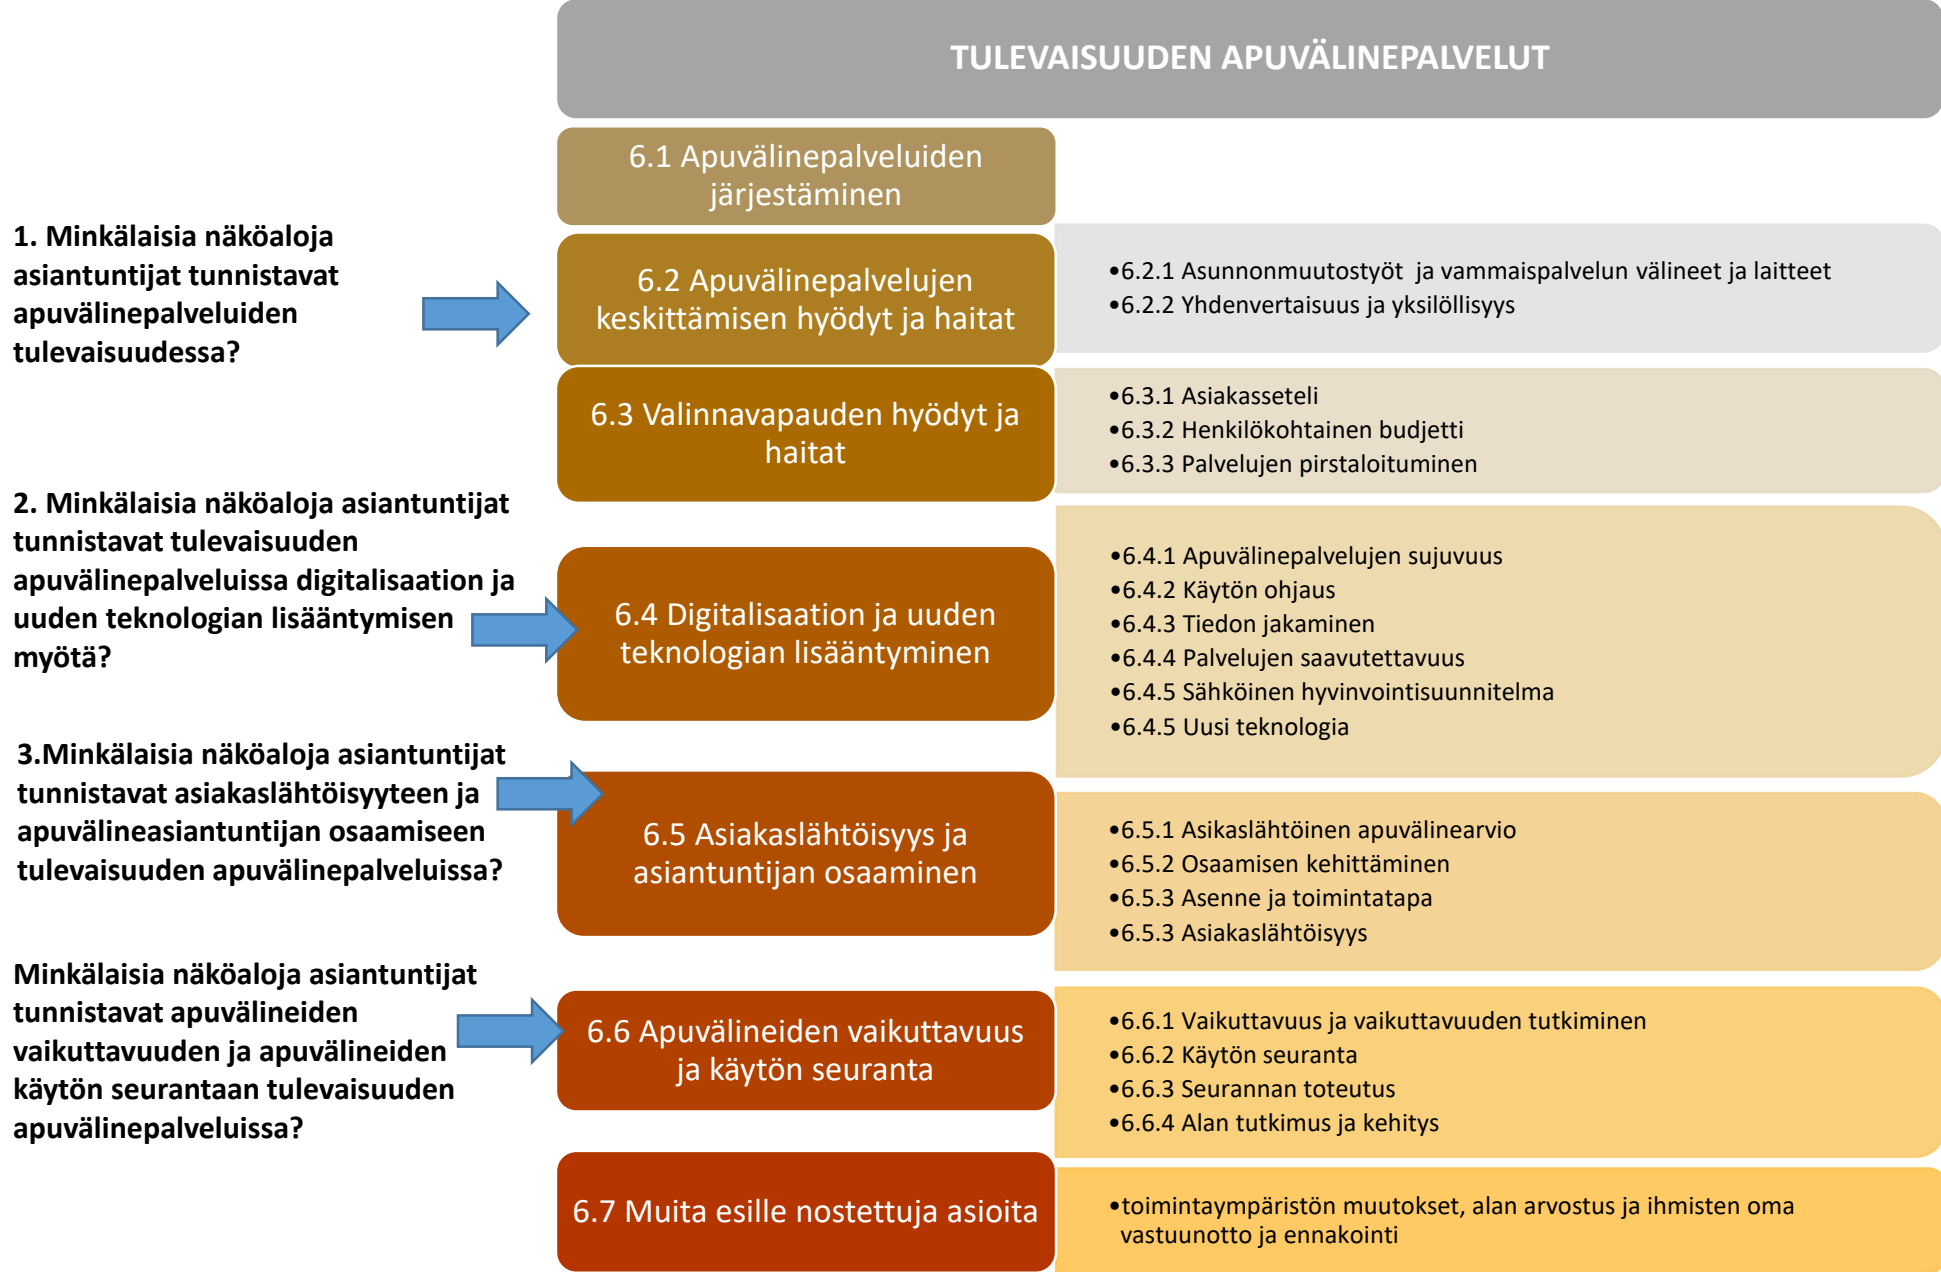 TULEVAISUUDEN APUVÄLINEPALVELUT
6.1 Apuvälinepalveluiden
järjestäminen
1. Minkälaisia näköaloja
asiantuntijat tunnistavat
apuvälinepalveluiden
tulevaisuudessa?
6.2 Apuvälinepalvelujen
keskittämisen hyödyt ja haitat
•6.2.1 Asunnonmuutostyöt ja vammaispalvelun välineet ja laitteet
•6.2.2 Yhdenvertaisuus ja yksilöllisyys
6.3 Valinnavapauden hyödyt ja
haitat
•6.3.1 Asiakasseteli
•6.3.2 Henkilökohtainen budjetti
•6.3.3 Palvelujen pirstaloituminen
2. Minkälaisia näköaloja asiantuntijat
tunnistavat tulevaisuuden
apuvälinepalveluissa digitalisaation ja
uuden teknologian lisääntymisen
myötä?
6.4 Digitalisaation ja uuden
teknologian lisääntyminen
•6.4.1 Apuvälinepalvelujen sujuvuus
•6.4.2 Käytön ohjaus
•6.4.3 Tiedon jakaminen
•6.4.4 Palvelujen saavutettavuus
•6.4.5 Sähköinen hyvinvointisuunnitelma
•6.4.5 Uusi teknologia
3.Minkälaisia näköaloja asiantuntijat
tunnistavat asiakaslähtöisyyteen ja
apuvälineasiantuntijan osaamiseen
tulevaisuuden apuvälinepalveluissa?
6.5 Asiakaslähtöisyys ja
asiantuntijan osaaminen
•6.5.1 Asikaslähtöinen apuvälinearvio
•6.5.2 Osaamisen kehittäminen
•6.5.3 Asenne ja toimintatapa
•6.5.3 Asiakaslähtöisyys
Minkälaisia näköaloja asiantuntijat
tunnistavat apuvälineiden
vaikuttavuuden ja apuvälineiden
käytön seurantaan tulevaisuuden
apuvälinepalveluissa?
6.6 Apuvälineiden vaikuttavuus
ja käytön seuranta
•6.6.1 Vaikuttavuus ja vaikuttavuuden tutkiminen
•6.6.2 Käytön seuranta
•6.6.3 Seurannan toteutus
•6.6.4 Alan tutkimus ja kehitys
6.7 Muita esille nostettuja asioita
•toimintaympäristön muutokset, alan arvostus ja ihmisten oma
vastuunotto ja ennakointi